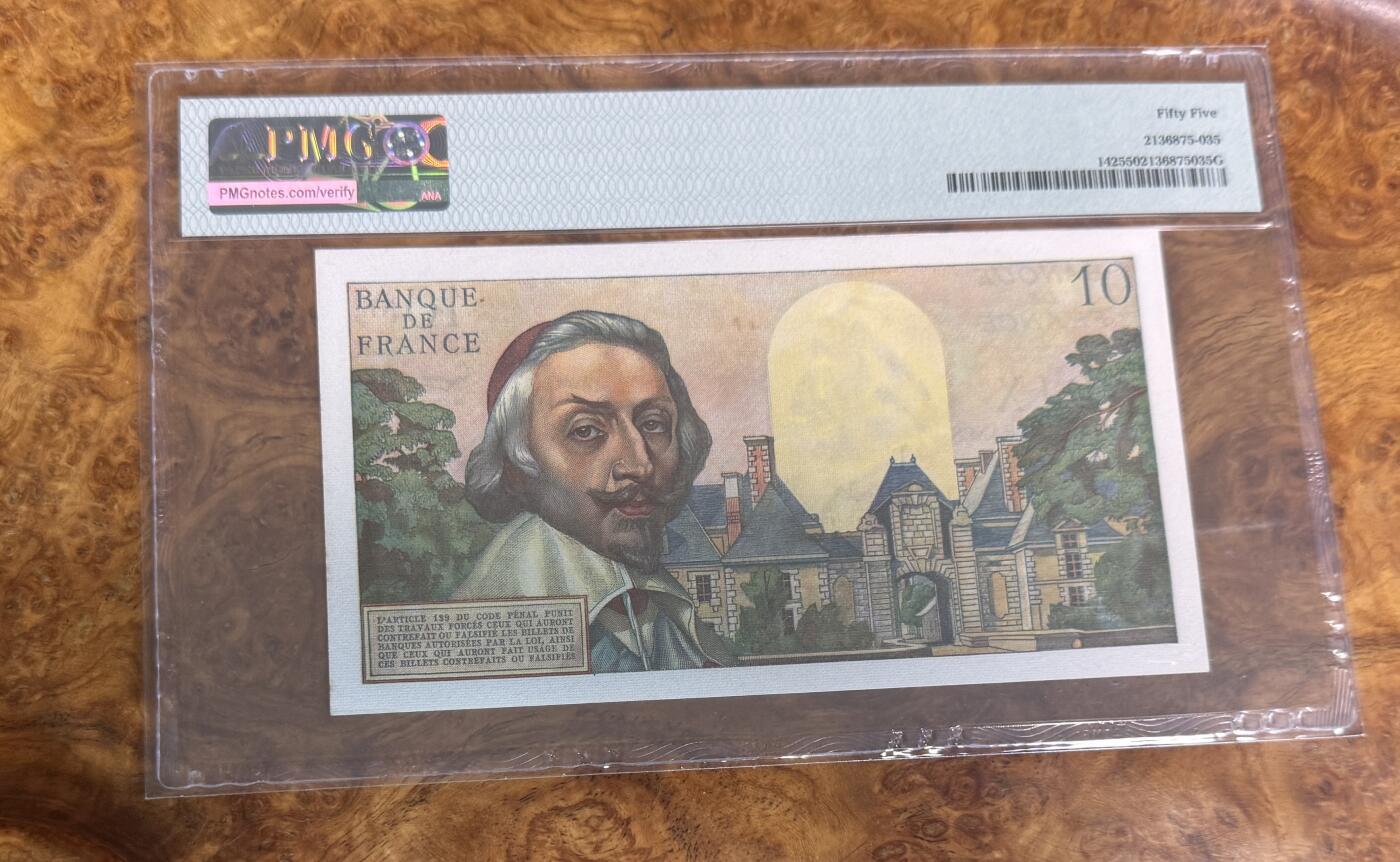 PMG
PMGnotes.com/verify
ANA
Fifty Five
2136875-035
1425502136875035G
BANQUE
DE
FRANCE
10
L'ARTICLE 139 DU CODE PÉNAL PUNIT
DES TRAVAUX FORCÉS CEUX QUI AURONT
CONTREFAIT OU FALSIFIÉ LES BILLETS DE
BANQUES AUTORISÉES PAR LA LOI, AINSI
QUE CEUX QUI AURONT FAIT USAGE DE
CES BILLETS CONTREFAITS OU FALSIFIÉS